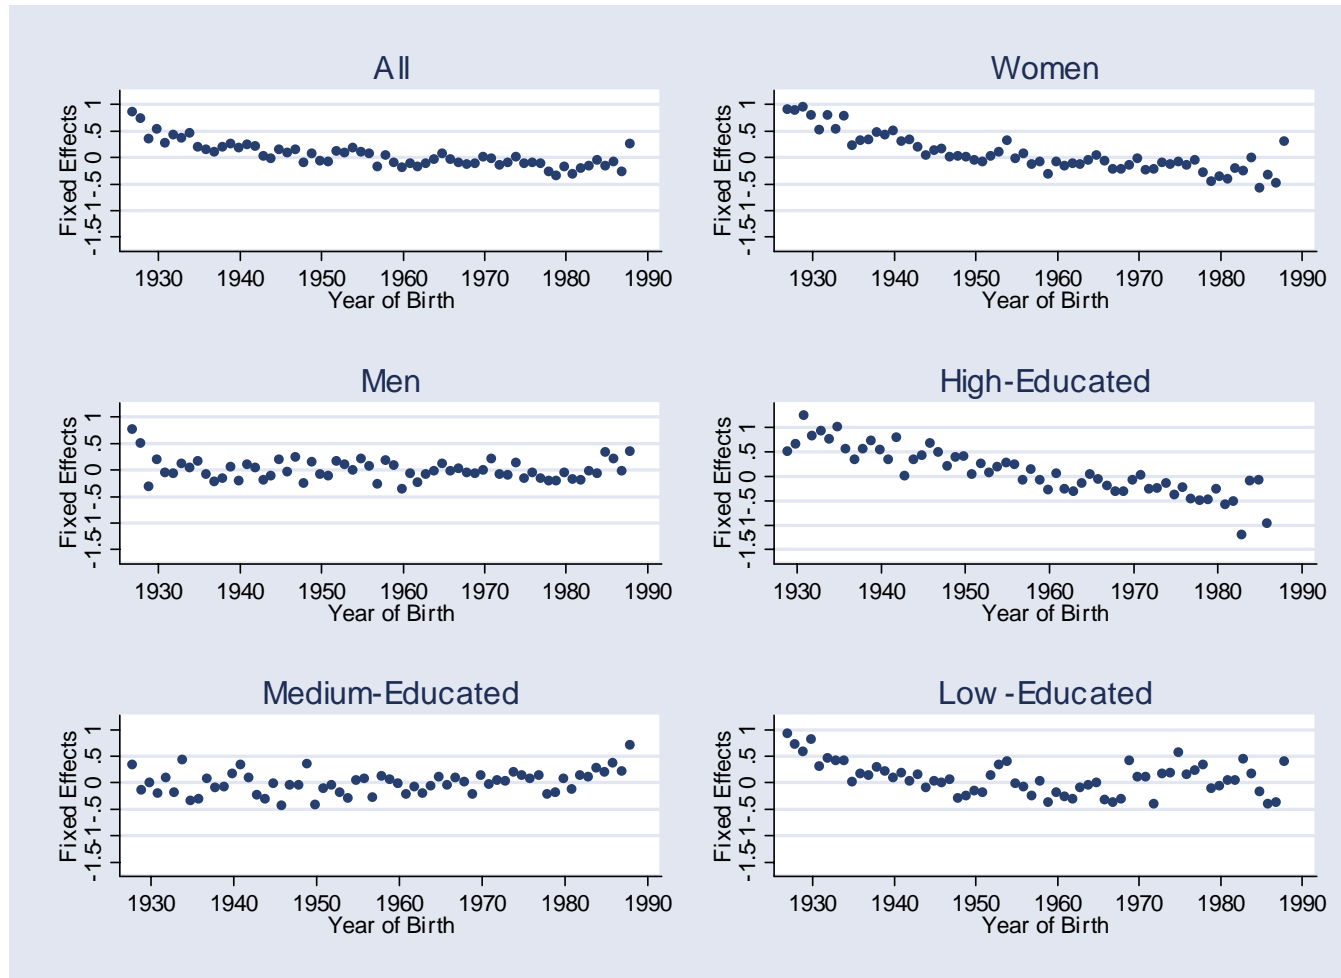 All
Fixed Effects
-1.5 -1 -.5 0 .5 1
1930 1940 1950 1960 1970 1980 1990
Year of Birth
Women
Fixed Effects
-1.5 -1 -.5 0 .5 1
1930 1940 1950 1960 1970 1980 1990
Year of Birth
Men
Fixed Effects
-1.5 -1 -.5 0 .5 1
1930 1940 1950 1960 1970 1980 1990
Year of Birth
High-Educated
Fixed Effects
-1.5 -1 -.5 0 .5 1
1930 1940 1950 1960 1970 1980 1990
Year of Birth
Medium-Educated
Fixed Effects
-1.5 -1 -.5 0 .5 1
1930 1940 1950 1960 1970 1980 1990
Year of Birth
Low -Educated
Fixed Effects
-1.5 -1 -.5 0 .5 1
1930 1940 1950 1960 1970 1980 1990
Year of Birth